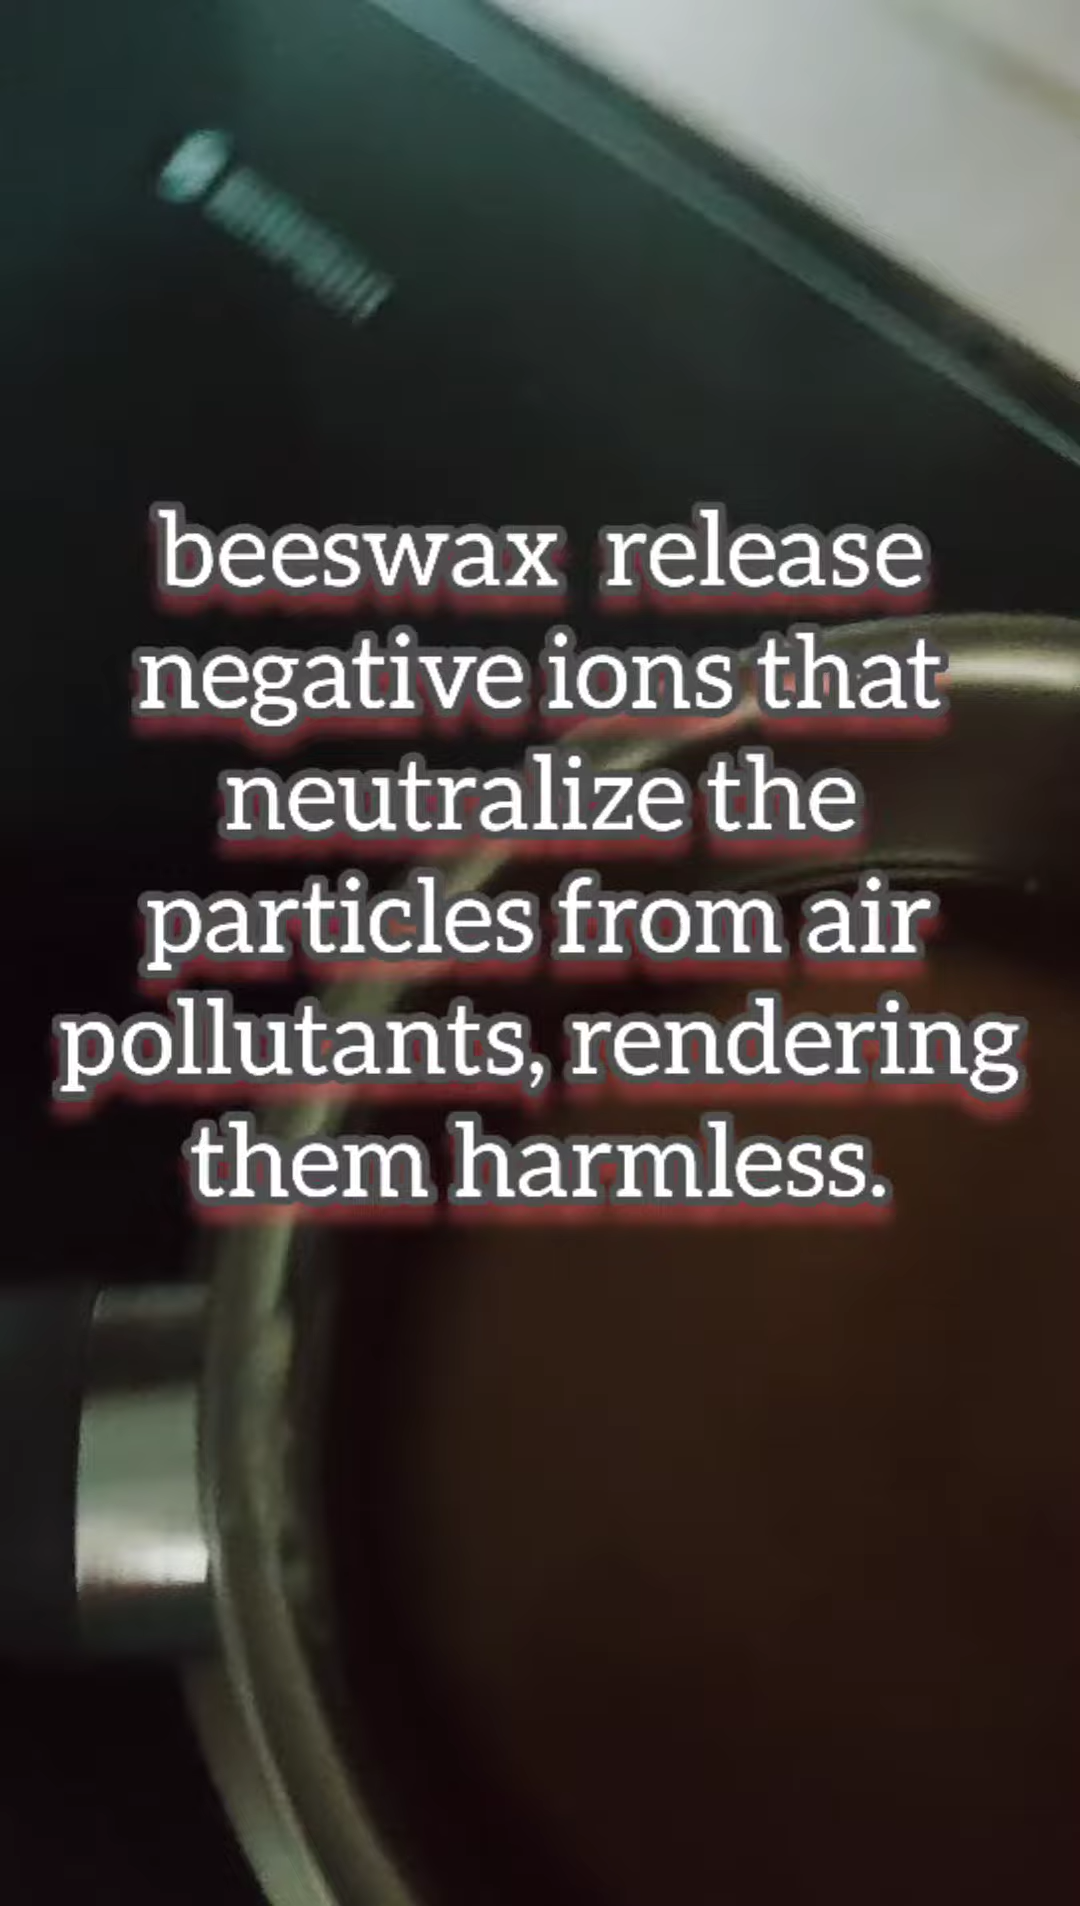 beeswax  release
negative ions that
neutralize the
particles from air
pollutants, rendering
them harmless.